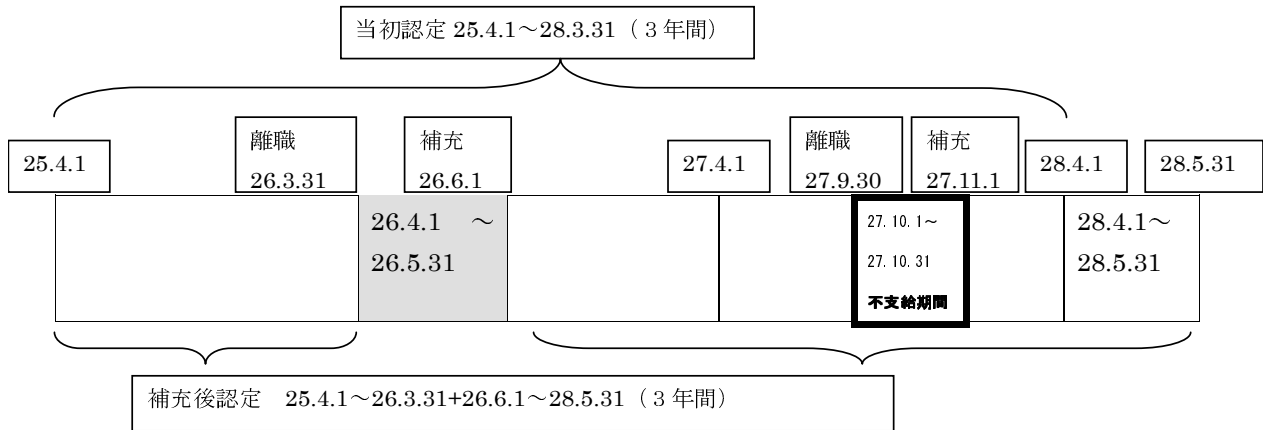 当初認定 25.4.1～28.3.31（３年間）
25.4.1
離職
26.3.31
補充
26.6.1
27.4.1
離職
27.9.30
補充
27.11.1
28.4.1
28.5.31
26.4.1 ～
26.5.31
27.10.1～
27.10.31
不支給期間
28.4.1～
28.5.31
補充後認定 25.4.1～26.3.31+26.6.1～28.5.31（３年間）